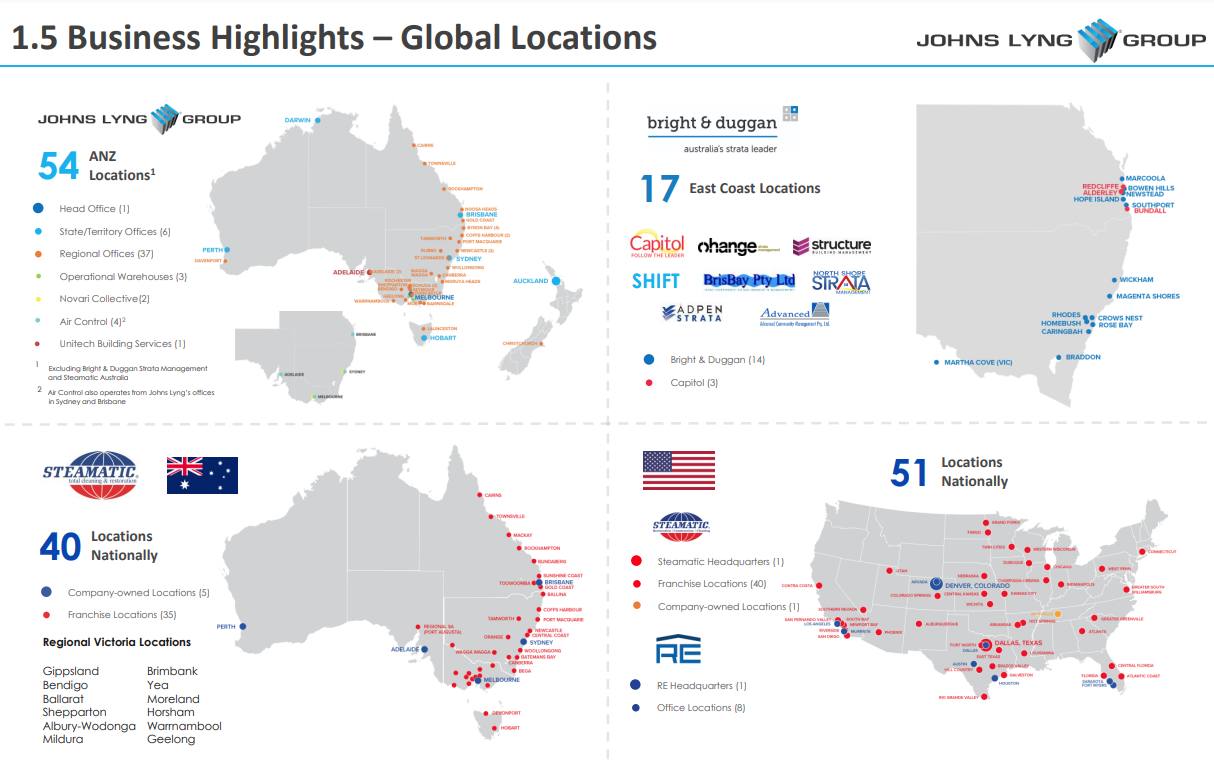 1.5 Business Highlights – Global Locations
JOHNS LYNG GROUP
JOHNS LYNG GROUP
54 ANZ
Locations¹
Head Office (1)
State/Territory Offices (6)
Regional Offices (37)
Operational Warehouses (3)
Novari Collective(2)
Air Control (4)²
Unitech Building Services (1)
1 Excluding Bright & Duggan Strata Management
and Steamatic Australia
2 Air Control also operates from Johns Lyng's offices
in Sydney and Brisbane
DARWIN
CAIRNS
TOWNSVILLE
ROCKHAMPTON
NOOSA HEADS
BRISBANE
GOLD COAST
BYRON BAY (4)
COFFS HARBOUR (2)
TAMWORTH
PORT MACQUARIE
DUBBO
NEWCASTLE (2)
ST LEONARDS
SYDNEY
WOLLONGONG
CANBERRA
MORUYA HEADS
PERTH
DAVENPORT
ADELAIDE
MELBOURNE
WARRNAMBOOL
BAIRNSDALE
LAUNCESTON
HOBART
AUCKLAND
CHRISTCHURCH
BRISBANE
ADELAIDE
SYDNEY
MELBOURNE
bright & duggan
australia's strata leader
17 East Coast Locations
Capitol
FOLLOW THE LEADER
change
strata management
structure
BUILDING MANAGEMENT
SHIFT
BrisBay Pty Ltd
NORTH SHORE
STRATA
MANAGEMENT
ADPEN
STRATA
Advanced
Advanced Community Management Pty. Ltd.
Bright & Duggan (14)
Capitol (3)
MARCOOLA
REDCLIFFE
BOWEN HILLS
ALDERLEY
NEWSTEAD
HOPE ISLAND
SOUTHPORT
BUNDALL
WICKHAM
MAGENTA SHORES
RHODES
CROWS NEST
HOMEBUSH
ROSE BAY
CARINGBAH
BRADDON
MARTHA COVE (VIC)
STEAMATIC
total cleaning & restoration
40 Locations
Nationally
Company-owned Locations (5)
Franchise Locations (35)
Regional Victorian Locations
Gippsland Brimbank
Bendigo Yea
Ballarat Moreland
Shepparton Horsham
Albury-Wodonga Warrnambool
Mildura Geelong
CAIRNS
TOWNSVILLE
MACKAY
ROCKHAMPTON
BUNDABERG
SUNSHINE COAST
TOOWOOMBA
BRISBANE
GOLD COAST
BALLINA
COFFS HARBOUR
TAMWORTH
PORT MACQUARIE
REGIONAL SA
(PORT AUGUSTA)
NEWCASTLE
CENTRAL COAST
ORANGE
SYDNEY
WAGGA WAGGA
WOOLLONGONG
BATEMANS BAY
CANBERRA
BEGA
PERTH
ADELAIDE
MELBOURNE
DEVONPORT
HOBART
51 Locations
Nationally
STEAMATIC
Steamatic Headquarters (1)
Franchise Locations (40)
Company-owned Locations (1)
RE
RE Headquarters (1)
Office Locations (8)
GRAND FORKS
FARGO
TWIN CITIES
WESTERN WISCONSIN
CONNECTICUT
DUBUQUE
CHICAGO
WEST PENN
UTAH
NEBRASKA
ARVADA
DENVER, COLORADO
CHAMPAIGN-URBANA
INDIANAPOLIS
CONTRA COSTA
COLORADO SPRINGS
CENTRAL KANSAS
KANSAS CITY
GREATER SOUTH
WILLIAMSBURG
WICHITA
SOUTHERN NEVADA
SAN FERNANDO VALLEY
SOUTH BAY
LOS ANGELES
NEWPORT BEACH
RIVERSIDE
MURRIETA
SAN DIEGO
PHOENIX
ALBUQUERQUE
ARKANSAS
HOT SPRINGS
GREATER GREENVILLE
ATLANTA
FORT WORTH
DALLAS, TEXAS
DALLAS
EAST TEXAS
LOUISIANA
AUSTIN
HILL COUNTRY
BRAZOS VALLEY
GALVESTON
HOUSTON
RIO GRANDE VALLEY
CENTRAL FLORIDA
FLORIDA
ATLANTIC COAST
SARASOTA
FORT MYERS